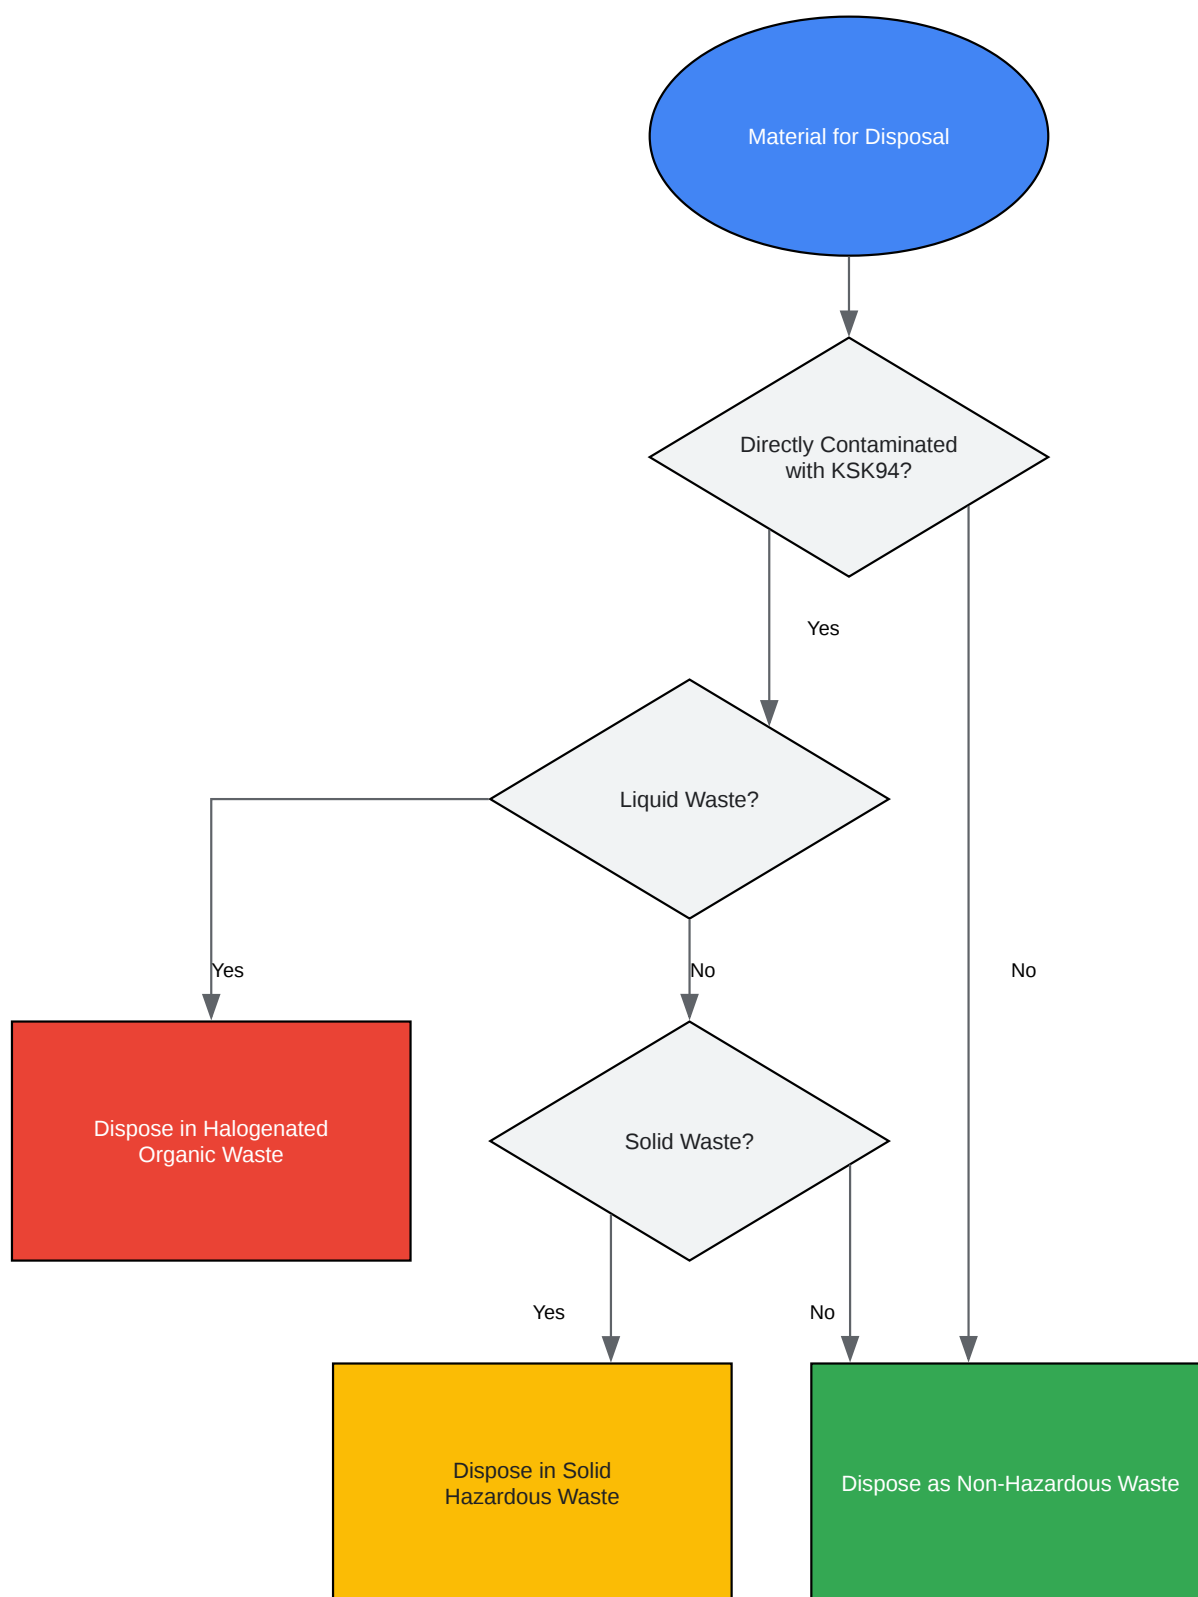 Material for Disposal
Directly Contaminated
with KSK94?
Yes
Liquid Waste?
Yes
No
No
Dispose in Halogenated
Organic Waste
Solid Waste?
Yes
No
Dispose in Solid
Hazardous Waste
Dispose as Non-Hazardous Waste